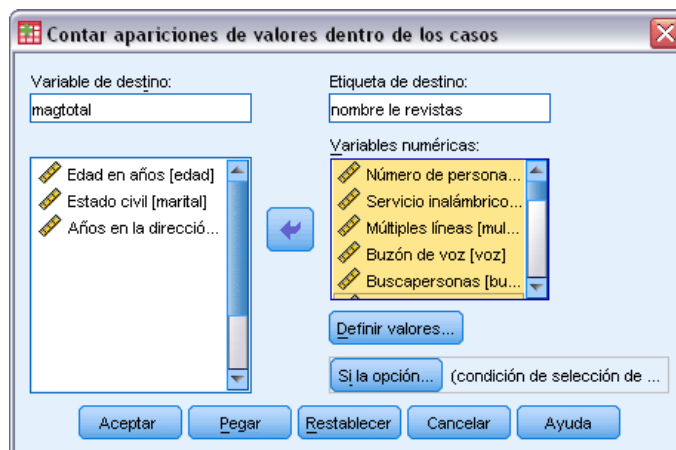 Contar apariciones de valores dentro de los casos
Variable de destino:
magtotal
Etiqueta de destino:
nombre le revistas
Edad en años [edad]
Estado civil [marital]
Años en la direcció...
Variables numéricas:
Número de persona...
Servicio inalámbrico...
Múltiples líneas [mul...
Buzón de voz [voz]
Buscapersonas [bu...
Definir valores...
Si la opción... (condición de selección de ...
Aceptar Pegar Restablecer Cancelar Ayuda